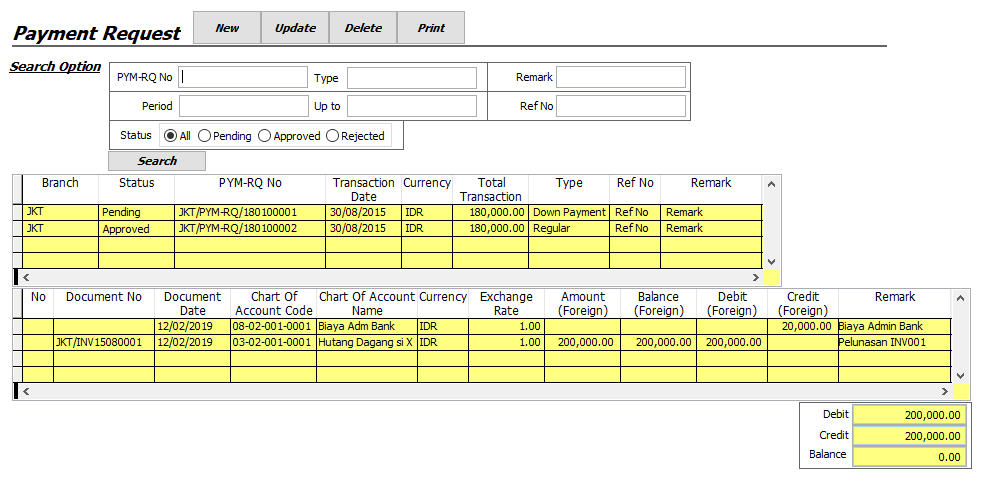 Payment Request New Update Delete Print
Search Option
PYM-RQ No Type Remark
Period Up to Ref No
Status All Pending Approved Rejected
Search
Branch Status PYM-RQ No Transaction Date Currency Total Transaction Type Ref No Remark
JKT Pending JKT/PYM-RQ/180100001 30/08/2015 IDR 180,000.00 Down Payment Ref No Remark
JKT Approved JKT/PYM-RQ/180100002 30/08/2015 IDR 180,000.00 Regular Ref No Remark
No Document No Document Date Chart Of Account Code Chart Of Account Name Currency Exchange Rate Amount (Foreign) Balance (Foreign) Debit (Foreign) Credit (Foreign) Remark
12/02/2019 08-02-001-0001 Biaya Adm Bank IDR 1.00 20,000.00 Biaya Admin Bank
JKT/INV15080001 12/02/2019 03-02-001-0001 Hutang Dagang si X IDR 1.00 200,000.00 200,000.00 200,000.00 Pelunasan INV001
Debit 200,000.00
Credit 200,000.00
Balance 0.00